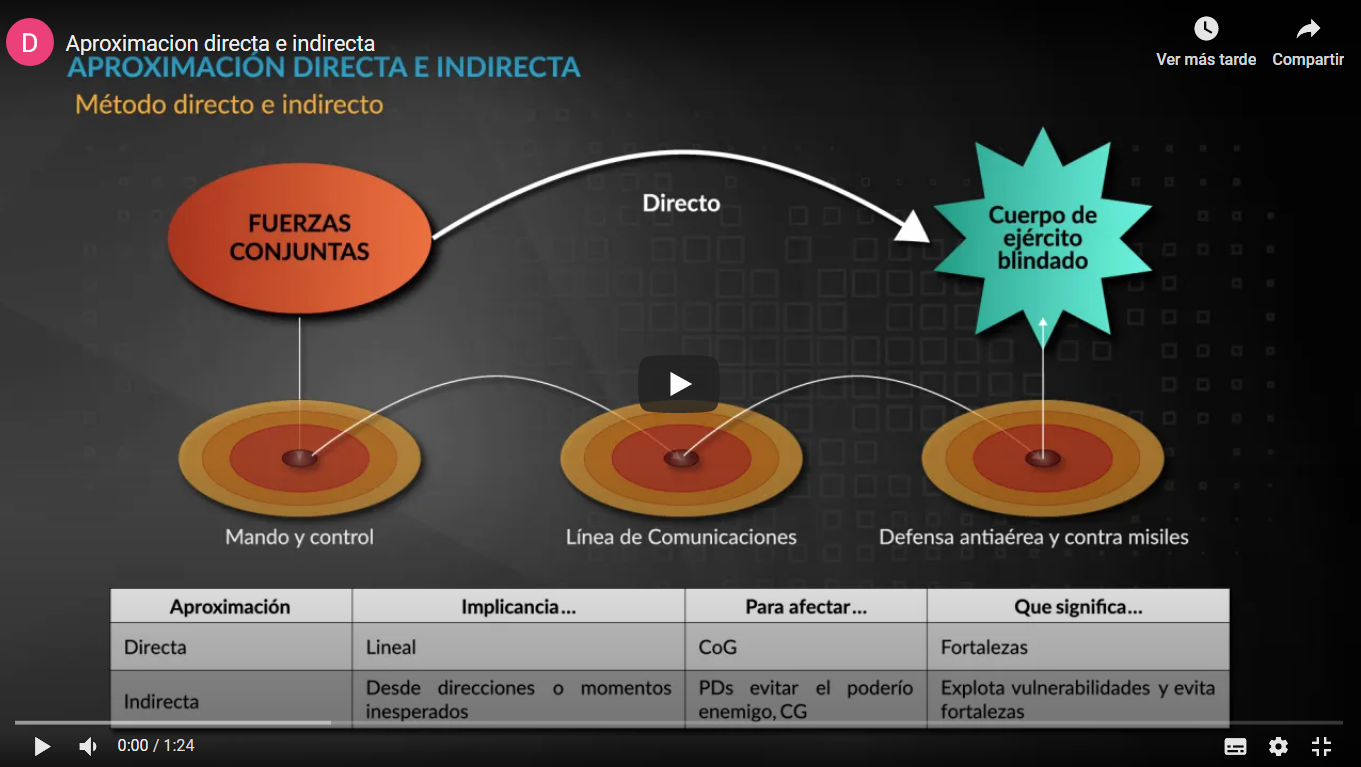 D
Aproximacion directa e indirecta
Ver más tarde
Compartir
APROXIMACIÓN DIRECTA E INDIRECTA
Método directo e indirecto
FUERZAS
CONJUNTAS
Directo
Cuerpo de
ejército
blindado
Mando y control
Línea de Comunicaciones
Defensa antiaérea y contra misiles
Aproximación Implicancia... Para afectar... Que significa...
Directa Lineal CoG Fortalezas
Indirecta
Desde direcciones o momentos
inesperados
PDs evitar el poderío
enemigo, CG
Explota vulnerabilidades y evita
fortalezas
0:00 / 1:24